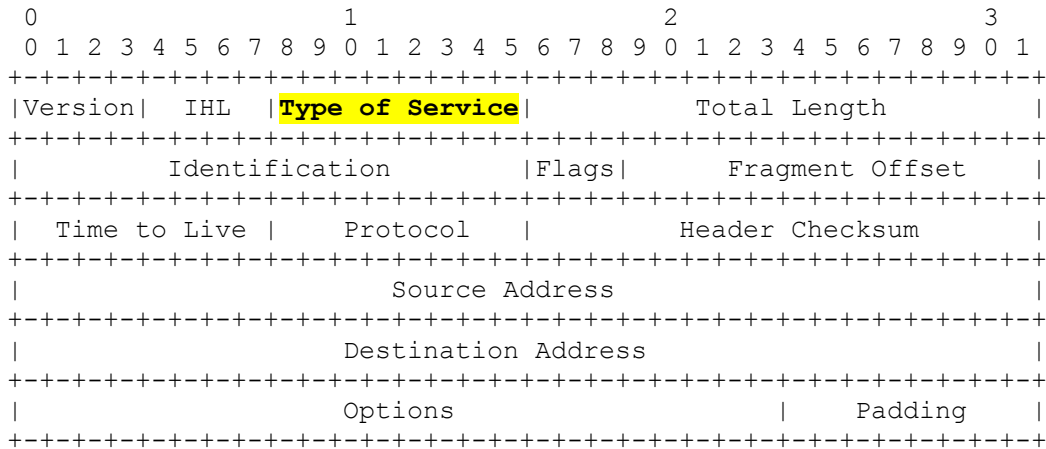 0                   1                   2                   3
 0 1 2 3 4 5 6 7 8 9 0 1 2 3 4 5 6 7 8 9 0 1 2 3 4 5 6 7 8 9 0 1
+-+-+-+-+-+-+-+-+-+-+-+-+-+-+-+-+-+-+-+-+-+-+-+-+-+-+-+-+-+-+-+-+
|Version|  IHL  |Type of Service|          Total Length         |
+-+-+-+-+-+-+-+-+-+-+-+-+-+-+-+-+-+-+-+-+-+-+-+-+-+-+-+-+-+-+-+-+
|         Identification        |Flags|      Fragment Offset    |
+-+-+-+-+-+-+-+-+-+-+-+-+-+-+-+-+-+-+-+-+-+-+-+-+-+-+-+-+-+-+-+-+
|  Time to Live |    Protocol   |         Header Checksum       |
+-+-+-+-+-+-+-+-+-+-+-+-+-+-+-+-+-+-+-+-+-+-+-+-+-+-+-+-+-+-+-+-+
|                       Source Address                          |
+-+-+-+-+-+-+-+-+-+-+-+-+-+-+-+-+-+-+-+-+-+-+-+-+-+-+-+-+-+-+-+-+
|                    Destination Address                        |
+-+-+-+-+-+-+-+-+-+-+-+-+-+-+-+-+-+-+-+-+-+-+-+-+-+-+-+-+-+-+-+-+
|                    Options                    |    Padding    |
+-+-+-+-+-+-+-+-+-+-+-+-+-+-+-+-+-+-+-+-+-+-+-+-+-+-+-+-+-+-+-+-+